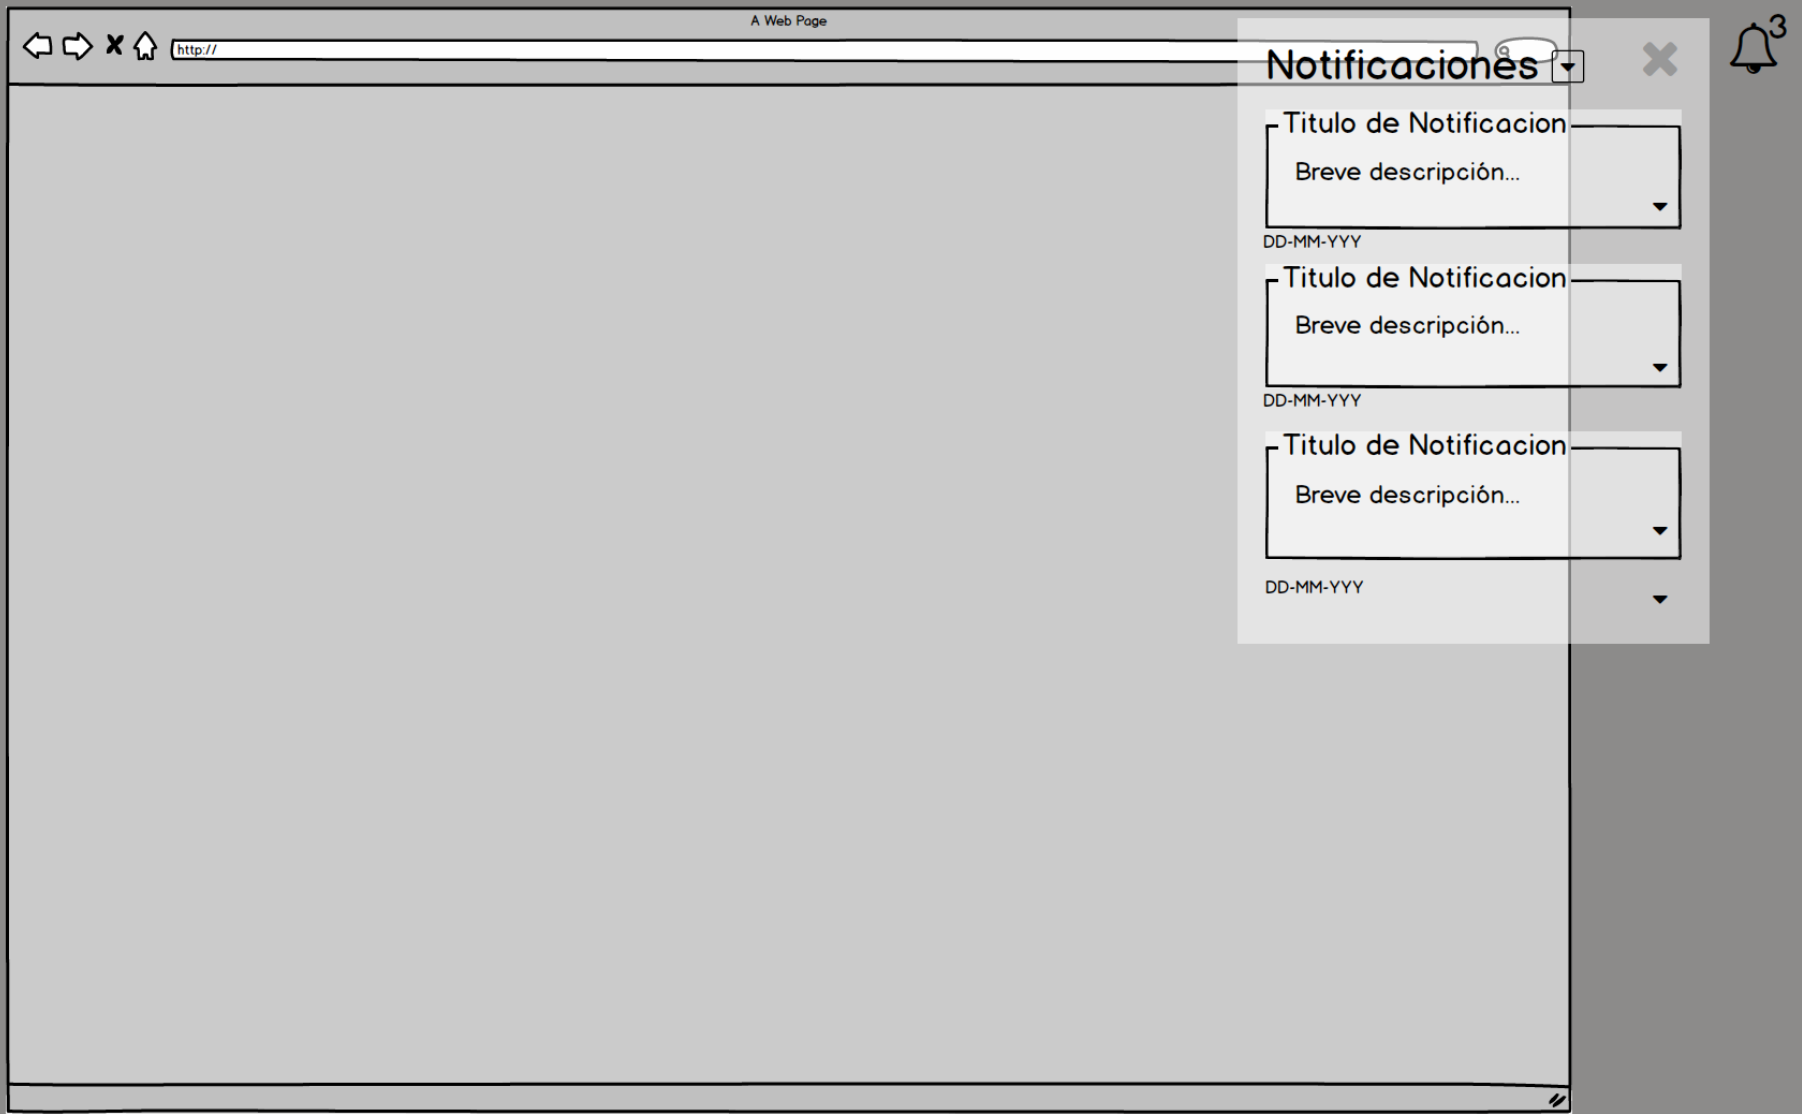 A Web Page
http://
3
Notificaciones
Titulo de Notificacion
Breve descripción...
DD-MM-YYY
Titulo de Notificacion
Breve descripción...
DD-MM-YYY
Titulo de Notificacion
Breve descripción...
DD-MM-YYY